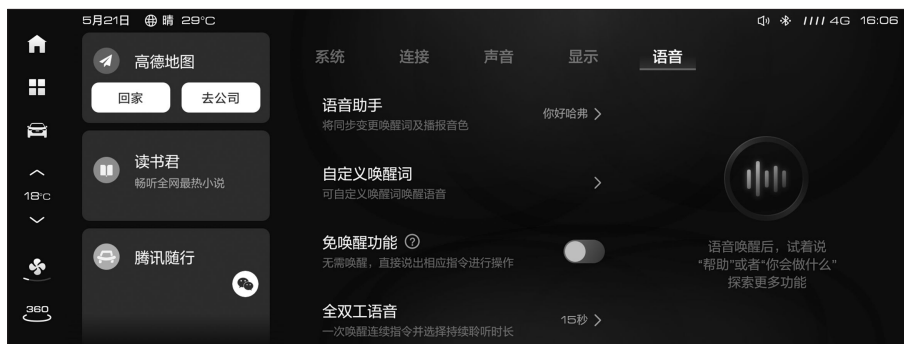 5月21日 晴 29°C
4G 16:06
高德地图
回家 去公司
读书君
畅听全网最热小说
18°C
腾讯随行
360
系统 连接 声音 显示 语音
语音助手
将同步变更唤醒词及播报音色
你好哈弗
自定义唤醒词
可自定义唤醒词唤醒语音
免唤醒功能 ?
无需唤醒，直接说出相应指令进行操作
全双工语音
一次唤醒连续指令并选择持续聆听时长
15秒
语音唤醒后，试着说
“帮助”或者“你会做什么”
探索更多功能